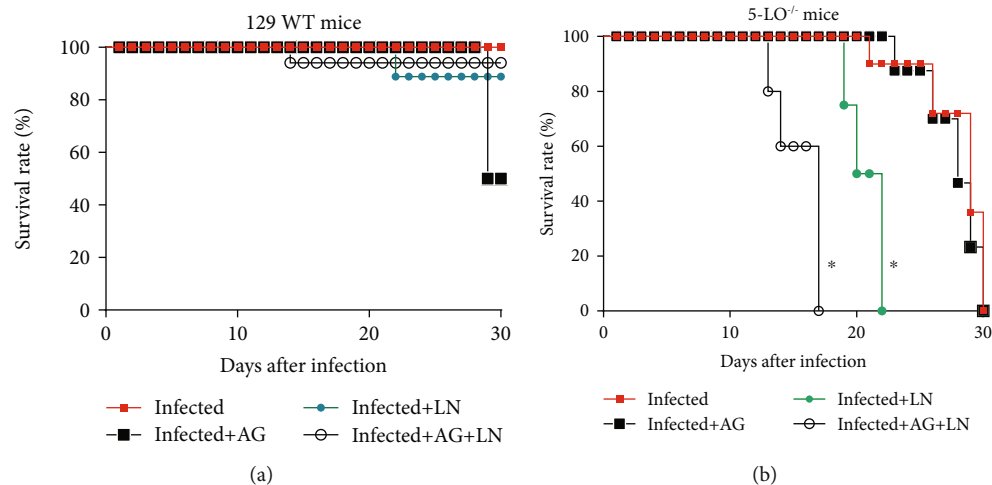 129 WT mice
100
80
60
40
20
0
Survival rate (%)
0 10 20 30
Days after infection
Infected
Infected+LN
Infected+AG
Infected+AG+LN
(a)
5-LO-/- mice
100
80
60
40
20
0
Survival rate (%)
* *
0 10 20 30
Days after infection
Infected
Infected+LN
Infected+AG
Infected+AG+LN
(b)